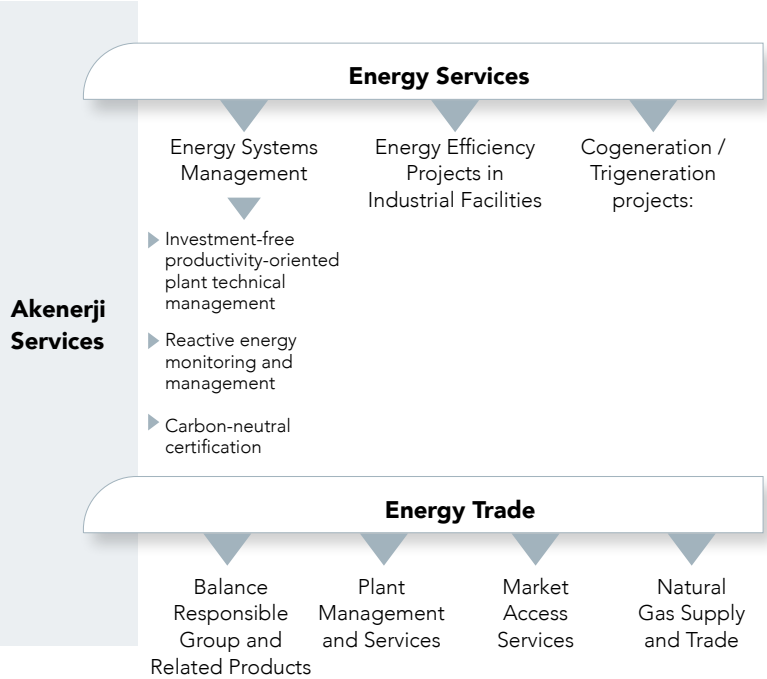 Akenerji
Services
Energy Services
Energy Systems
Management
Investment-free
productivity-oriented
plant technical
management
Reactive energy
monitoring and
management
Carbon-neutral
certification
Energy Efficiency
Projects in
Industrial Facilities
Cogeneration /
Trigeneration
projects:
Energy Trade
Balance
Responsible
Group and
Related Products
Plant
Management
and Services
Market
Access
Services
Natural
Gas Supply
and Trade